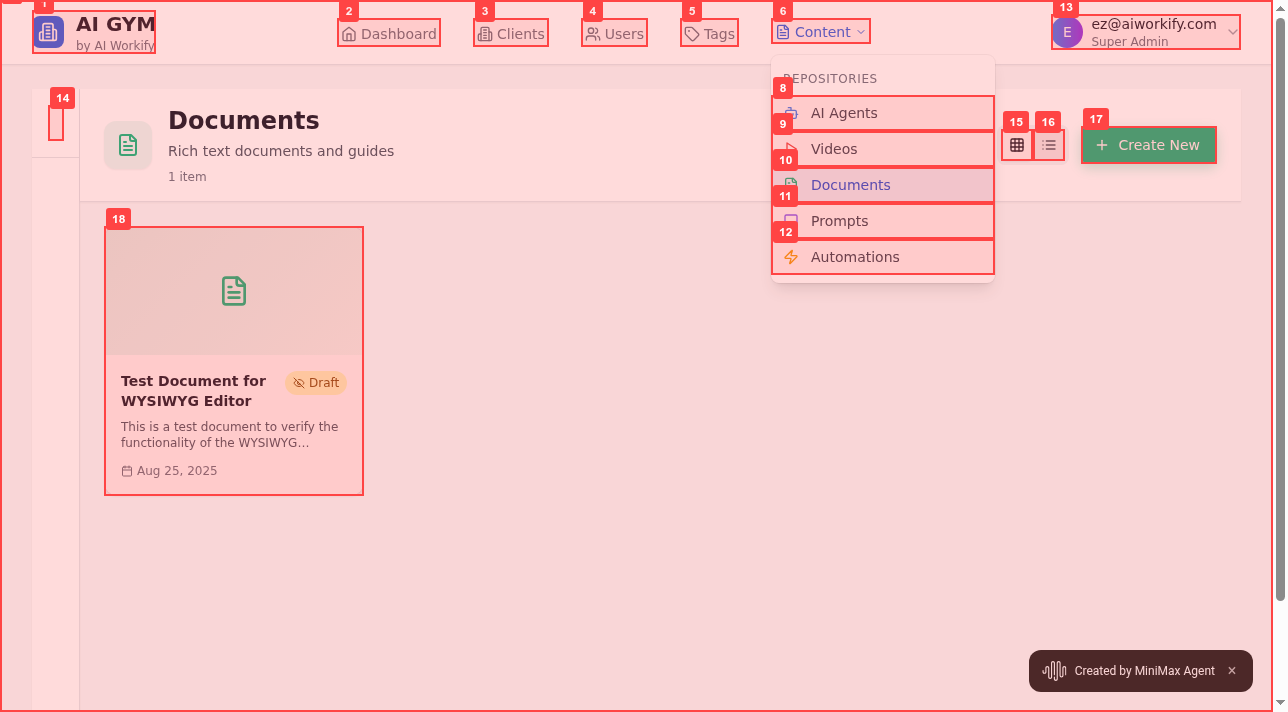 1
AI GYM
by AI Workify
2
Dashboard
3
Clients
4
Users
5
Tags
6
Content
13
E
ez@aiworkify.com
Super Admin
REPOSITORIES
8
AI Agents
9
Videos
10
Documents
11
Prompts
12
Automations
14
Documents
Rich text documents and guides
1 item
15
16
17
Create New
18
Test Document for
WYSIWYG Editor
Draft
This is a test document to verify the
functionality of the WYSIWYG...
Aug 25, 2025
Created by MiniMax Agent ×